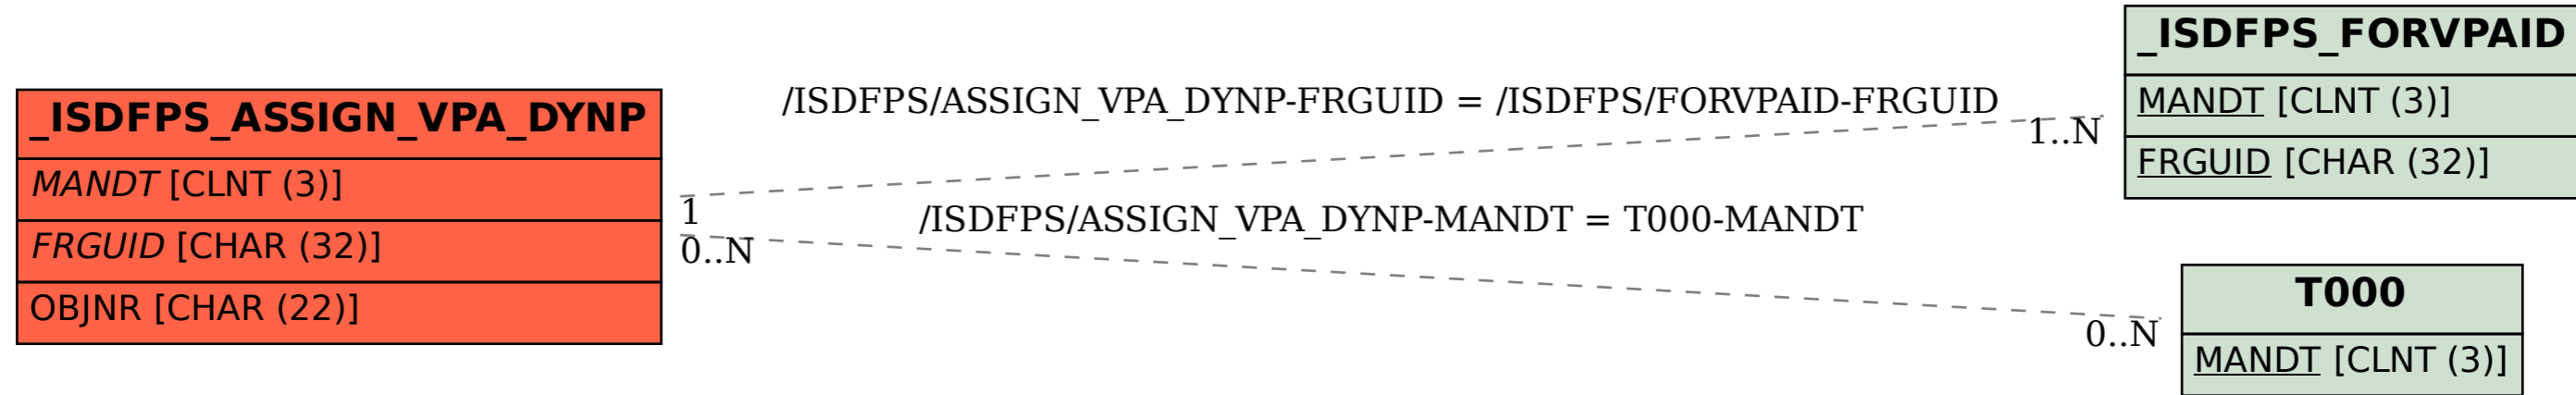 _ISDFPS_ASSIGN_VPA_DYNP
MANDT [CLNT (3)]
FRGUID [CHAR (32)]
OBJNR [CHAR (22)]
/ISDFPS/ASSIGN_VPA_DYNP-FRGUID = /ISDFPS/FORVPAID-FRGUID
1
1..N
/ISDFPS/ASSIGN_VPA_DYNP-MANDT = T000-MANDT
0..N
0..N
_ISDFPS_FORVPAID
MANDT [CLNT (3)]
FRGUID [CHAR (32)]
T000
MANDT [CLNT (3)]